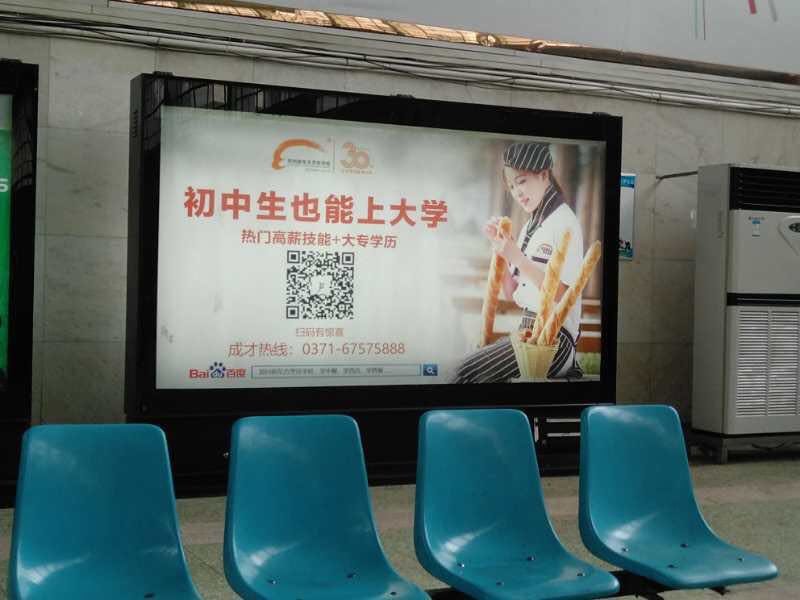 初中生也能上大学
热门高薪技能+大专学历
扫码有惊喜
成才热线：0371-67575888
Bai百度
30